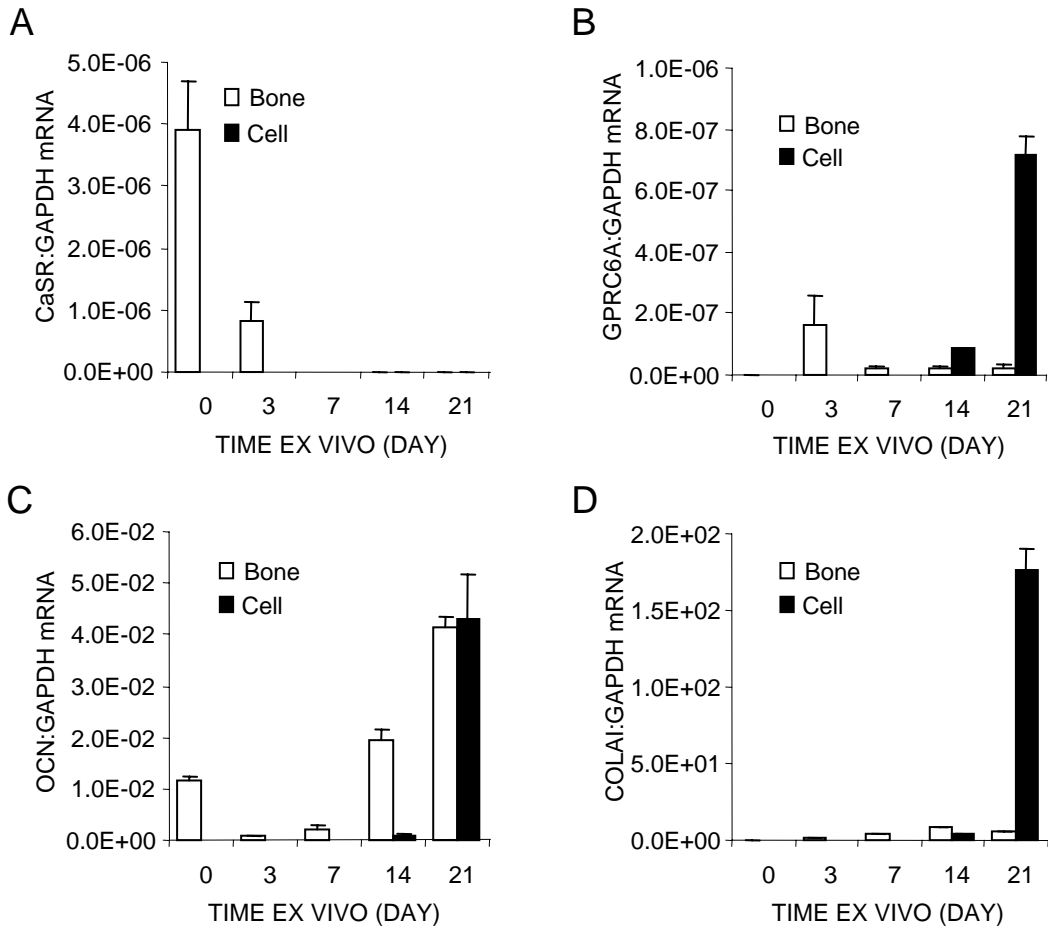 A
CaSR:GAPDH mRNA
5.0E-06
4.0E-06
3.0E-06
2.0E-06
1.0E-06
0.0E+00
Bone
Cell
0 3 7 14 21
TIME EX VIVO (DAY)
B
GPRC6A:GAPDH mRNA
1.0E-06
8.0E-07
6.0E-07
4.0E-07
2.0E-07
0.0E+00
Bone
Cell
0 3 7 14 21
TIME EX VIVO (DAY)
C
OCN:GAPDH mRNA
6.0E-02
5.0E-02
4.0E-02
3.0E-02
2.0E-02
1.0E-02
0.0E+00
Bone
Cell
0 3 7 14 21
TIME EX VIVO (DAY)
D
COLAI:GAPDH mRNA
2.0E+02
1.5E+02
1.0E+02
5.0E+01
0.0E+00
Bone
Cell
0 3 7 14 21
TIME EX VIVO (DAY)